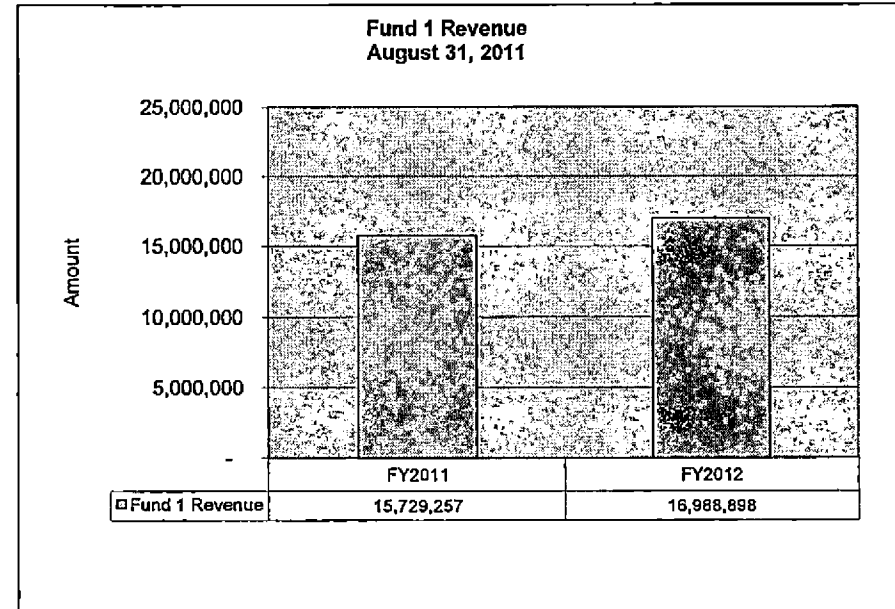 Fund 1 Revenue
August 31, 2011
25,000,000
20,000,000
15,000,000
10,000,000
5,000,000
-
Amount
FY2011 FY2012
Fund 1 Revenue 15,729,257 16,988,898